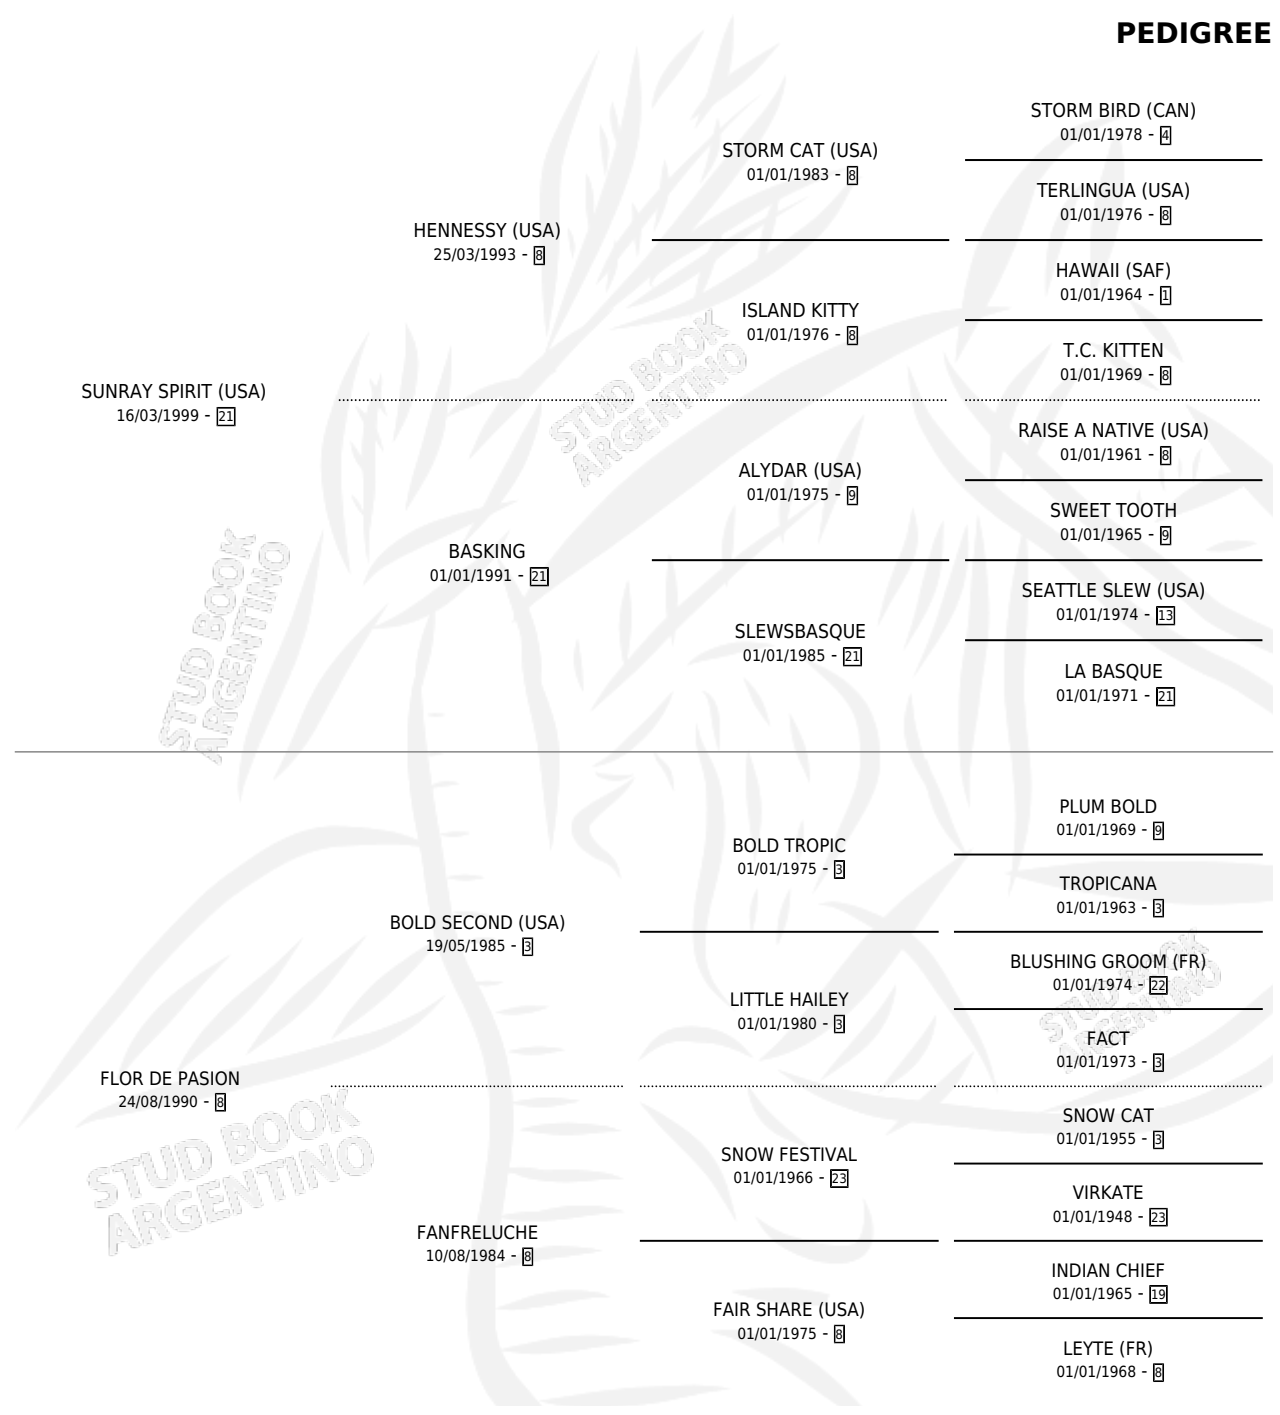 PEDIGREE
STORM BIRD (CAN)
01/01/1978 - 4
STORM CAT (USA)
01/01/1983 - 8
TERLINGUA (USA)
01/01/1976 - 8
HENNESSY (USA)
25/03/1993 - 8
HAWAII (SAF)
01/01/1964 - 1
ISLAND KITTY
01/01/1976 - 8
T.C. KITTEN
01/01/1969 - 8
SUNRAY SPIRIT (USA)
16/03/1999 - 21
RAISE A NATIVE (USA)
01/01/1961 - 8
ALYDAR (USA)
01/01/1975 - 9
SWEET TOOTH
01/01/1965 - 9
BASKING
01/01/1991 - 21
SEATTLE SLEW (USA)
01/01/1974 - 13
SLEWSBASQUE
01/01/1985 - 21
LA BASQUE
01/01/1971 - 21
PLUM BOLD
01/01/1969 - 9
BOLD TROPIC
01/01/1975 - 3
TROPICANA
01/01/1963 - 3
BOLD SECOND (USA)
19/05/1985 - 3
BLUSHING GROOM (FR)
01/01/1974 - 22
LITTLE HAILEY
01/01/1980 - 3
FACT
01/01/1973 - 3
FLOR DE PASION
24/08/1990 - 8
SNOW CAT
01/01/1955 - 3
SNOW FESTIVAL
01/01/1966 - 23
VIRKATE
01/01/1948 - 23
FANFRELUCHE
10/08/1984 - 8
INDIAN CHIEF
01/01/1965 - 19
FAIR SHARE (USA)
01/01/1975 - 8
LEYTE (FR)
01/01/1968 - 8
STUD BOOK
ARGENTINO
STUD BOOK
ARGENTINO
STUD BOOK
ARGENTINO
STUD BOOK
ARGENTINO